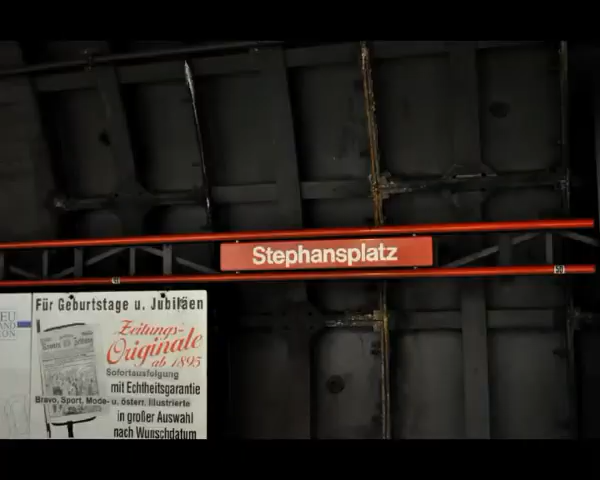 Stephansplatz
50
Für Geburtstage u. Jubiläen
Zeitungs-
Originale
ab 1895
Sofortausfolgung
mit Echtheitsgarantie
Bravo, Sport, Mode- u. österr. Illustrierte
in großer Auswahl
nach Wunschdatum